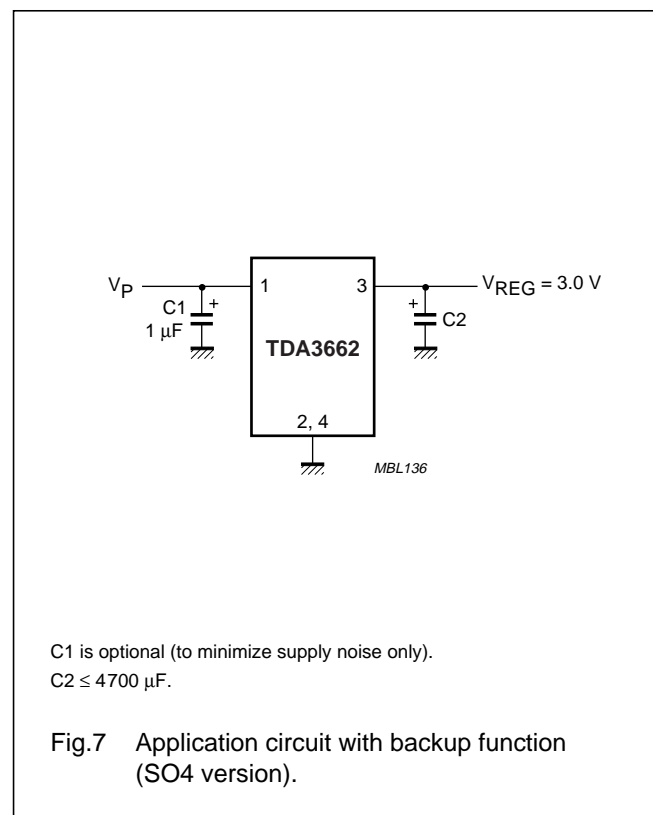 V_P
1
3
V_REG = 3.0 V
C1
+
1 μF
+
C2
TDA3662
2, 4
MBL136
C1 is optional (to minimize supply noise only).
C2 ≤ 4700 μF.
Fig.7 Application circuit with backup function
(SO4 version).